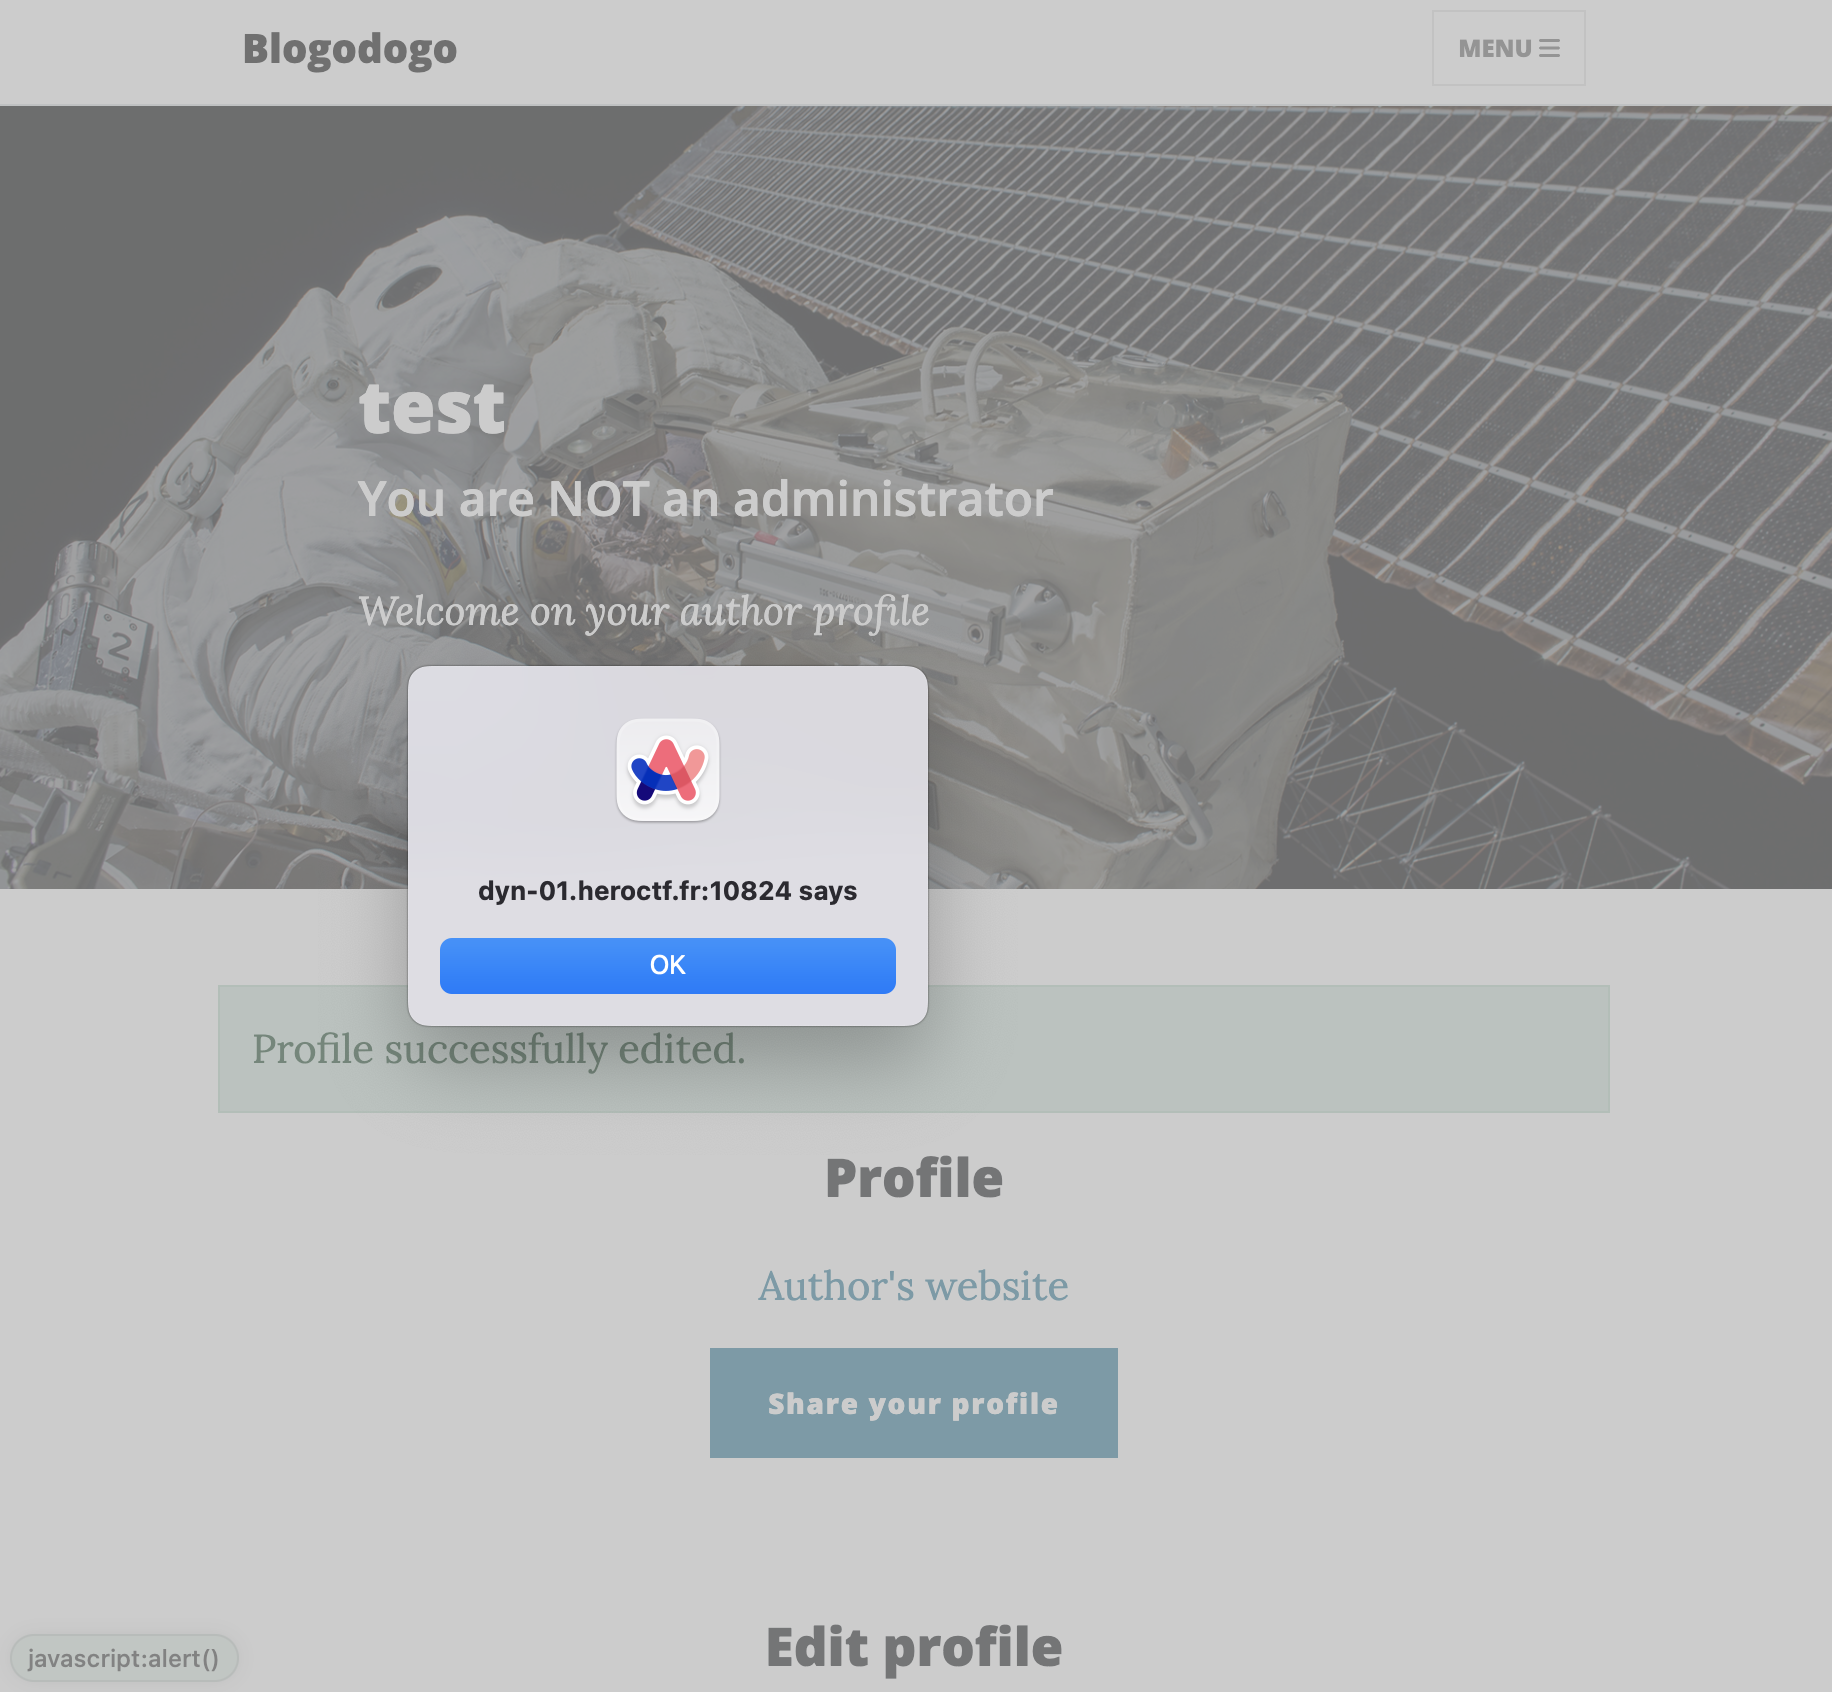 Blogodogo
MENU
test
You are NOT an administrator
Welcome on your author profile
2
dyn-01.heroctf.fr:10824 says
OK
Profile successfully edited.
Profile
Author's website
Share your profile
Edit profile
javascript:alert()